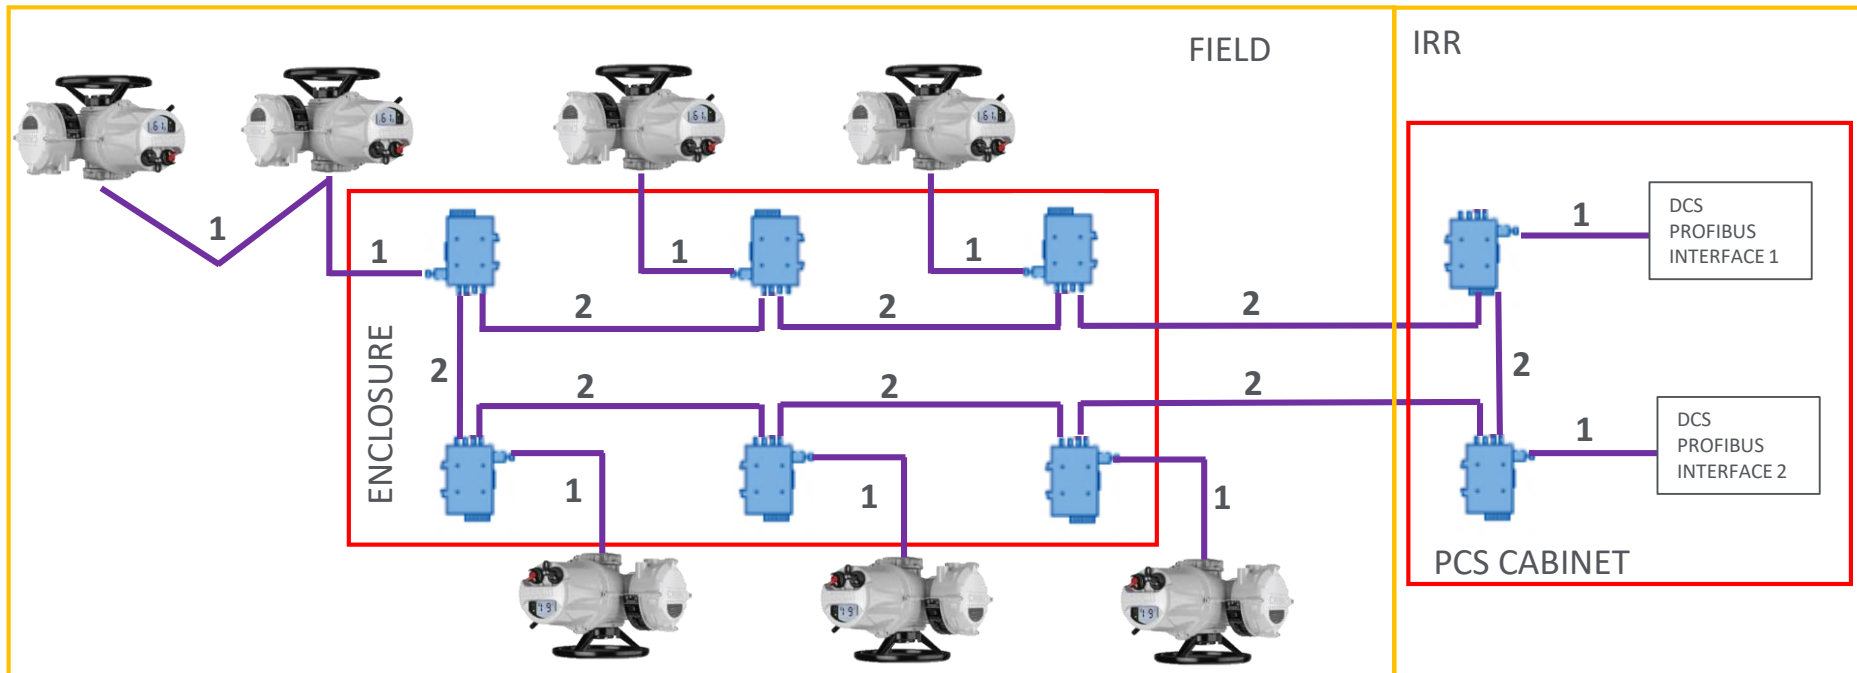 FIELD
IRR
1
1
1
1
1
DCS
PROFIBUS
INTERFACE 1
2
2
2
ENCLOSURE
2
2
2
2
2
1
DCS
PROFIBUS
INTERFACE 2
1
1
1
PCS CABINET